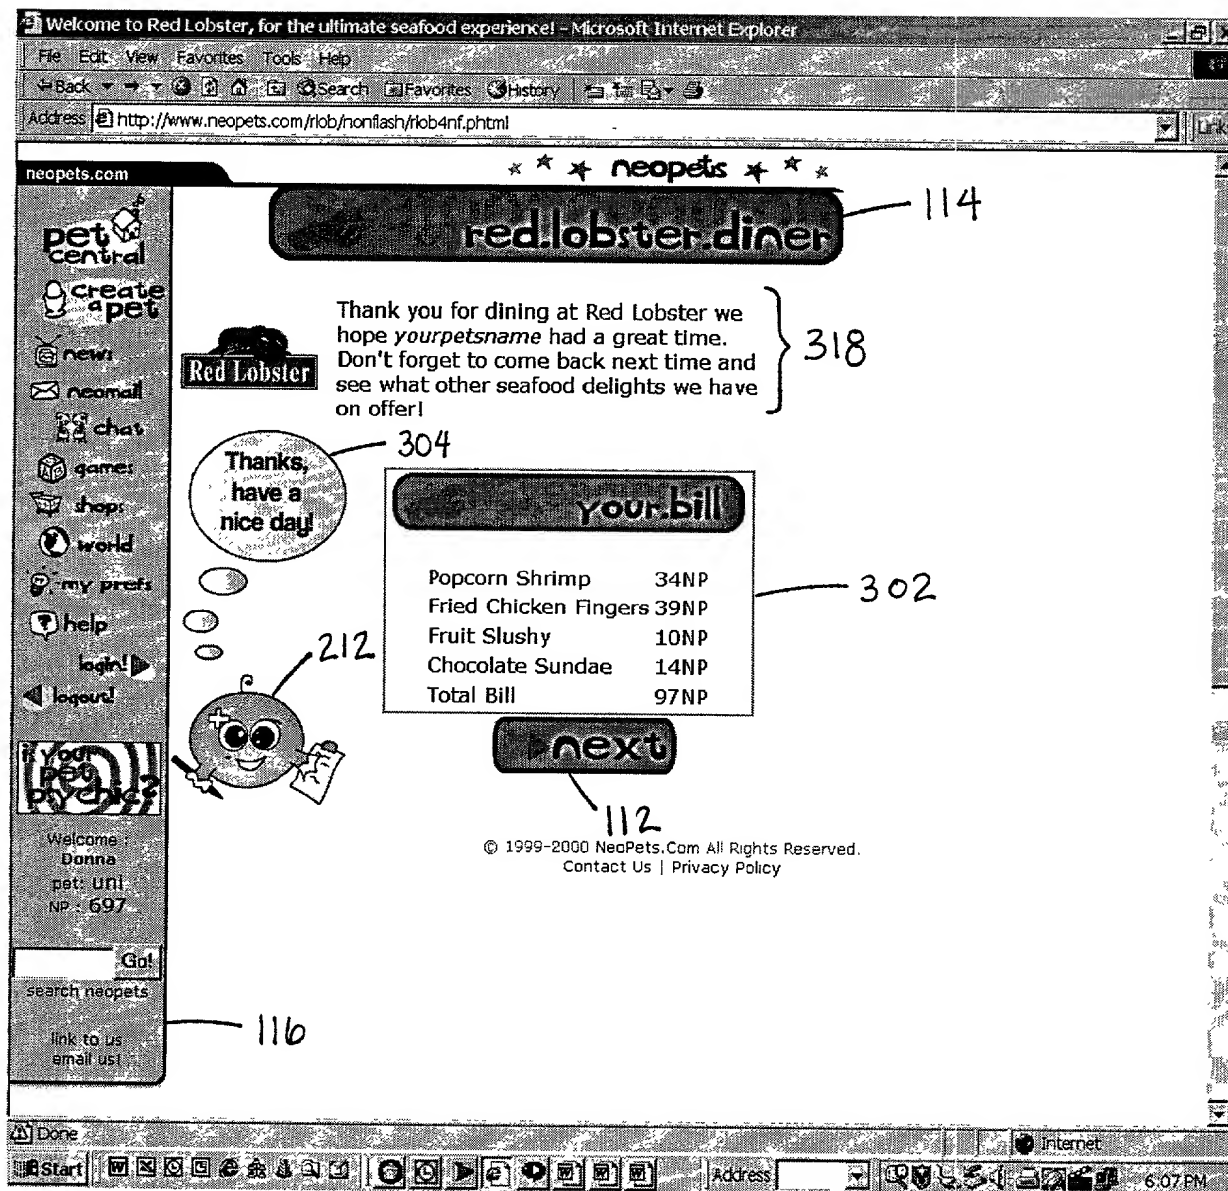 Welcome to Red Lobster, for the ultimate seafood experience! - Microsoft Internet Explorer
File Edit View Favorites Tools Help
Back Search Favorites History
Address http://www.neopets.com/rlob/nonflash/rlob4nf.phtml Links
neopets.com
neopets
red.lobster.diner
114
pet central
create a pet
news
neomail
chat
games
shops
world
my prefs
help
login!
logout!
Red Lobster
Thank you for dining at Red Lobster we
hope yourpetsname had a great time.
Don't forget to come back next time and
see what other seafood delights we have
on offer!
318
304
Thanks,
have a
nice day!
your.bill
Popcorn Shrimp 34NP
Fried Chicken Fingers 39NP
Fruit Slushy 10NP
Chocolate Sundae 14NP
Total Bill 97NP
302
212
next
112
is your
pet
psychic?
Welcome :
Donna
pet: uni
NP : 697
Go!
search neopets
link to us
email us!
116
© 1999-2000 NeoPets.Com All Rights Reserved.
Contact Us | Privacy Policy
Done Internet
Start Address 6:07 PM